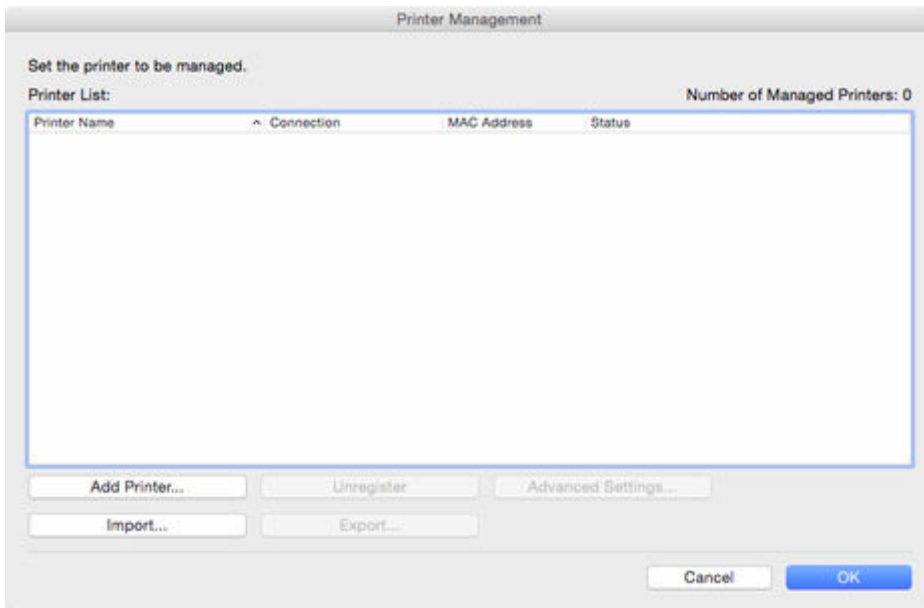 Printer Management
Set the printer to be managed.
Printer List: Number of Managed Printers: 0
Printer Name Connection MAC Address Status
Add Printer... Unregister Advanced Settings...
Import... Export...
Cancel OK